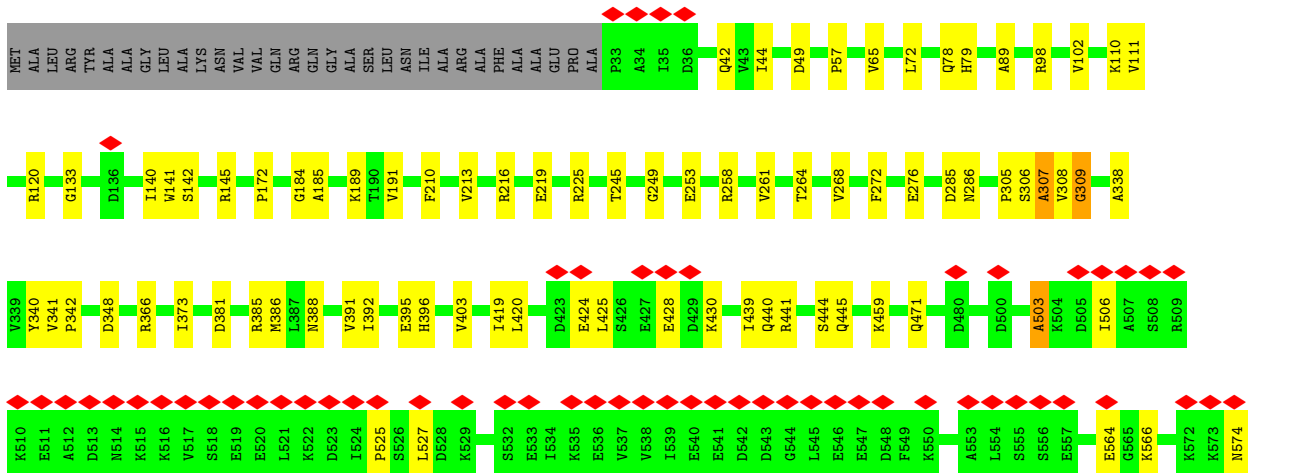 MET ALA LEU ARG TYR ALA ALA GLY LEU ALA LYS ASN VAL VAL GLN ARG GLN GLY ALA SER LEU ASN ILE ALA ARG ALA PHE ALA ALA GLU PRO ALA P33 A34 I35 D36 Q42 V43 I44 D49 P57 V65 L72 Q78 H79 A89 R98 V102 K110 V111
R120 G133 D136 I140 W141 S142 R145 P172 G184 A185 K189 T190 V191 F210 V213 R216 E219 R225 T245 G249 E253 R258 V261 T264 V268 F272 E276 D285 N286 P305 S306 A307 V308 G309 A338
V339 Y340 V341 P342 D348 R366 I373 D381 R385 M386 L387 N388 V391 I392 E395 H396 V403 I419 L420 D423 E424 L425 S426 E427 E428 D429 K430 I439 Q440 R441 S444 Q445 K459 Q471 D480 D500 A503 K504 D505 I506 A507 S508 R509
K510 E511 A512 D513 N514 K515 K516 V517 S518 E519 E520 L521 K522 D523 I524 P525 S526 L527 D528 K529 S532 E533 I534 K535 E536 V537 V538 I539 E540 E541 D542 D543 G544 L545 E546 E547 D548 F549 K550 A553 L554 S555 S556 E557 E564 G565 K566 K572 K573 N574